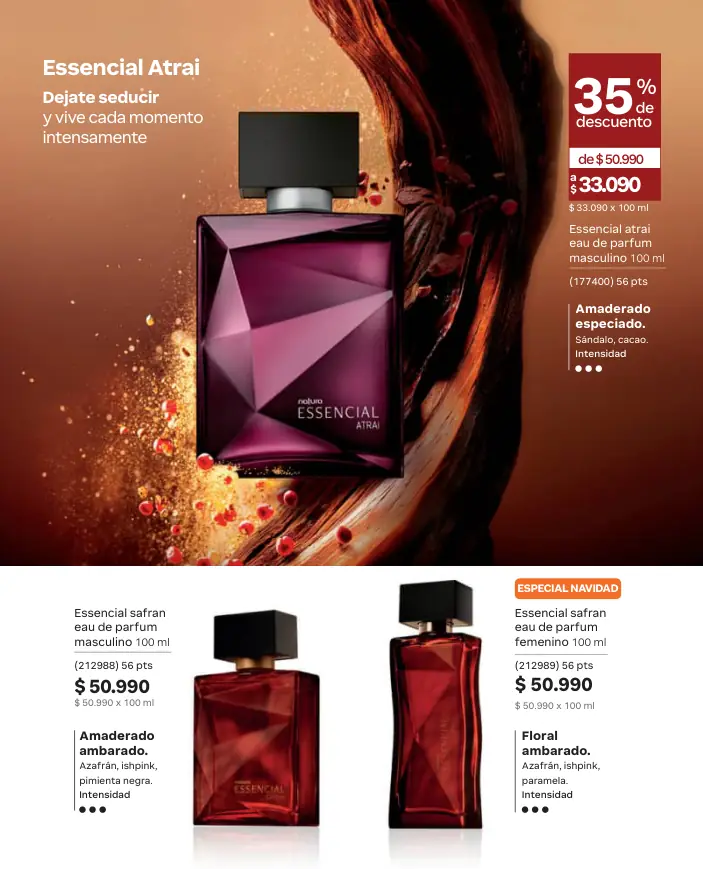 Essencial Atrai
Dejate seducir
y vive cada momento
intensamente
35%
de
descuento
de $ 50.990
a
$ 33.090
$ 33.090 x 100 ml
Essencial atrai
eau de parfum
masculino 100 ml
(177400) 56 pts
Amaderado
especiado.
Sándalo, cacao.
Intensidad
natura
ESSENCIAL
ATRAI
Essencial safran
eau de parfum
masculino 100 ml
(212988) 56 pts
$ 50.990
$ 50.990 x 100 ml
Amaderado
ambarado.
Azafrán, ishpink,
pimienta negra.
Intensidad
ESSENCIAL
ESPECIAL NAVIDAD
Essencial safran
eau de parfum
femenino 100 ml
(212989) 56 pts
$ 50.990
$ 50.990 x 100 ml
Floral
ambarado.
Azafrán, ishpink,
paramela.
Intensidad